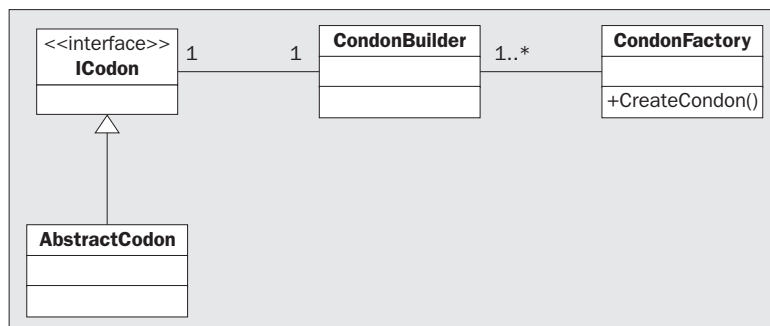 <<interface>>
ICodon
1
1
CondonBuilder
1..*
CondonFactory
+CreateCondon()
AbstractCodon